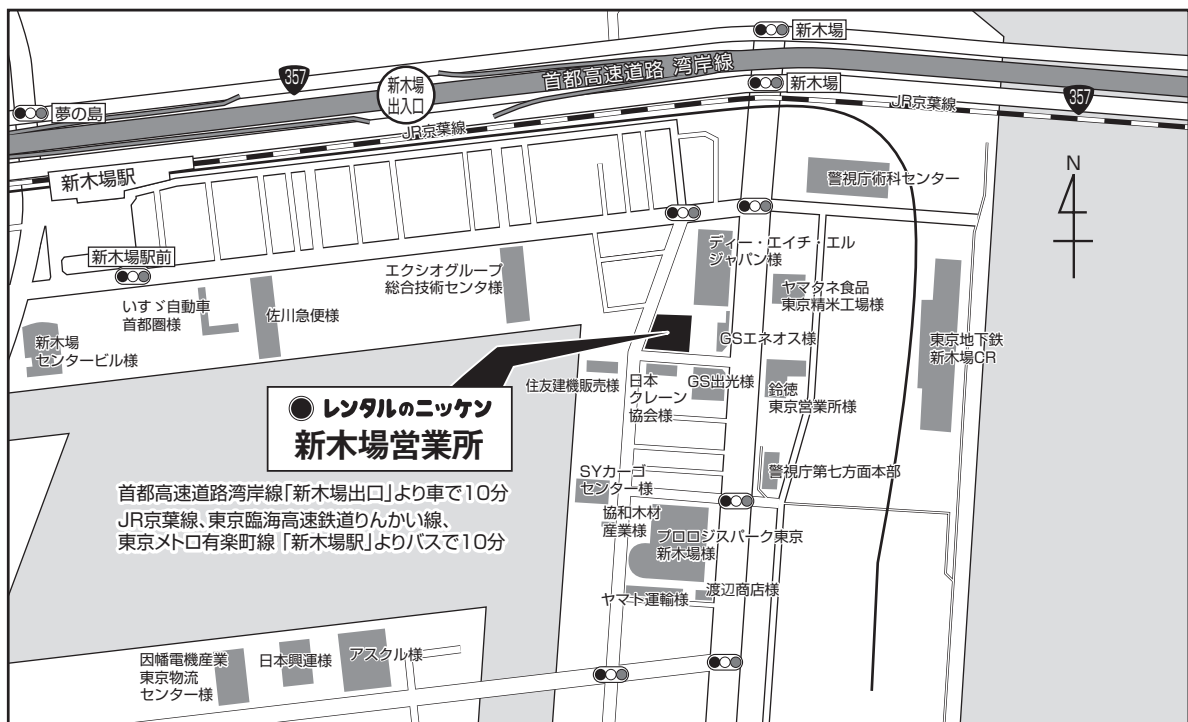 新木場
357
新木場
出入口
首都高速道路 湾岸線
新木場
357
夢の島
JR京葉線
JR京葉線
N
新木場駅
警視庁術科センター
新木場駅前
ディー・エイチ・エル
ジャパン様
エクシオグループ
総合技術センタ様
ヤマタネ食品
東京精米工場様
いすゞ自動車
首都圏様
佐川急便様
新木場
センタービル様
GSエネオス様
東京地下鉄
新木場CR
住友建機販売様
日本
クレーン
協会様
GS出光様
鈴徳
東京営業所様
レンタルのニッケン
新木場営業所
SYカーゴ
センター様
警視庁第七方面本部
首都高速道路湾岸線「新木場出口」より車で10分
JR京葉線、東京臨海高速鉄道りんかい線、
東京メトロ有楽町線 「新木場駅」よりバスで10分
協和木材
産業様
プロロジスパーク東京
新木場様
ヤマト運輸様
渡辺商店様
因幡電機産業
東京物流
センター様
日本興運様
アスクル様